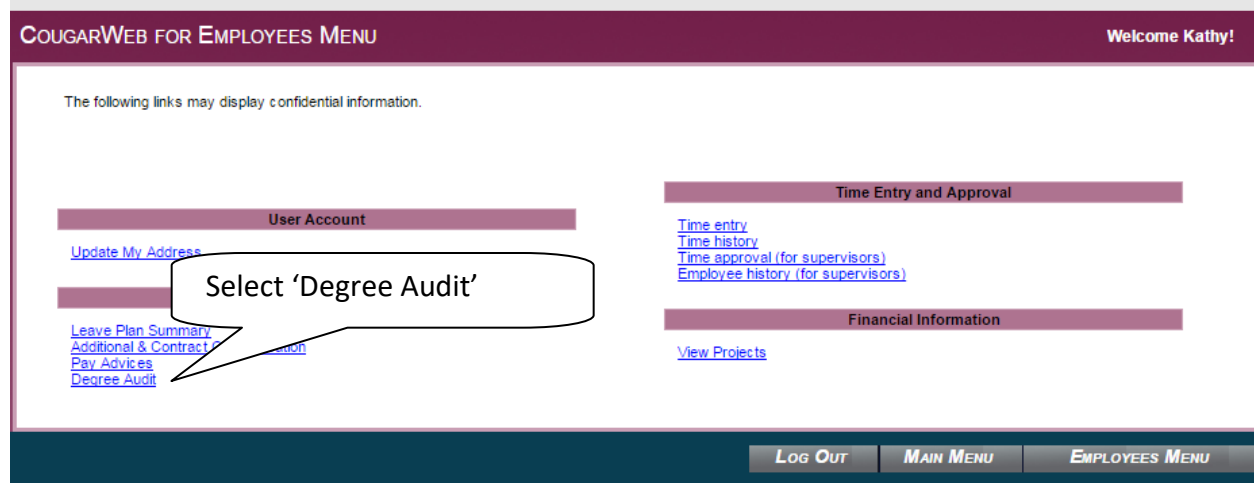 COUGARWEB FOR EMPLOYEES MENU
Welcome Kathy!
The following links may display confidential information.
User Account
Update My Address
Select ‘Degree Audit’
Leave Plan Summary
Additional & Contract
Pay Advices
Degree Audit
Time Entry and Approval
Time entry
Time history
Time approval (for supervisors)
Employee history (for supervisors)
Financial Information
View Projects
LOG OUT
MAIN MENU
EMPLOYEES MENU